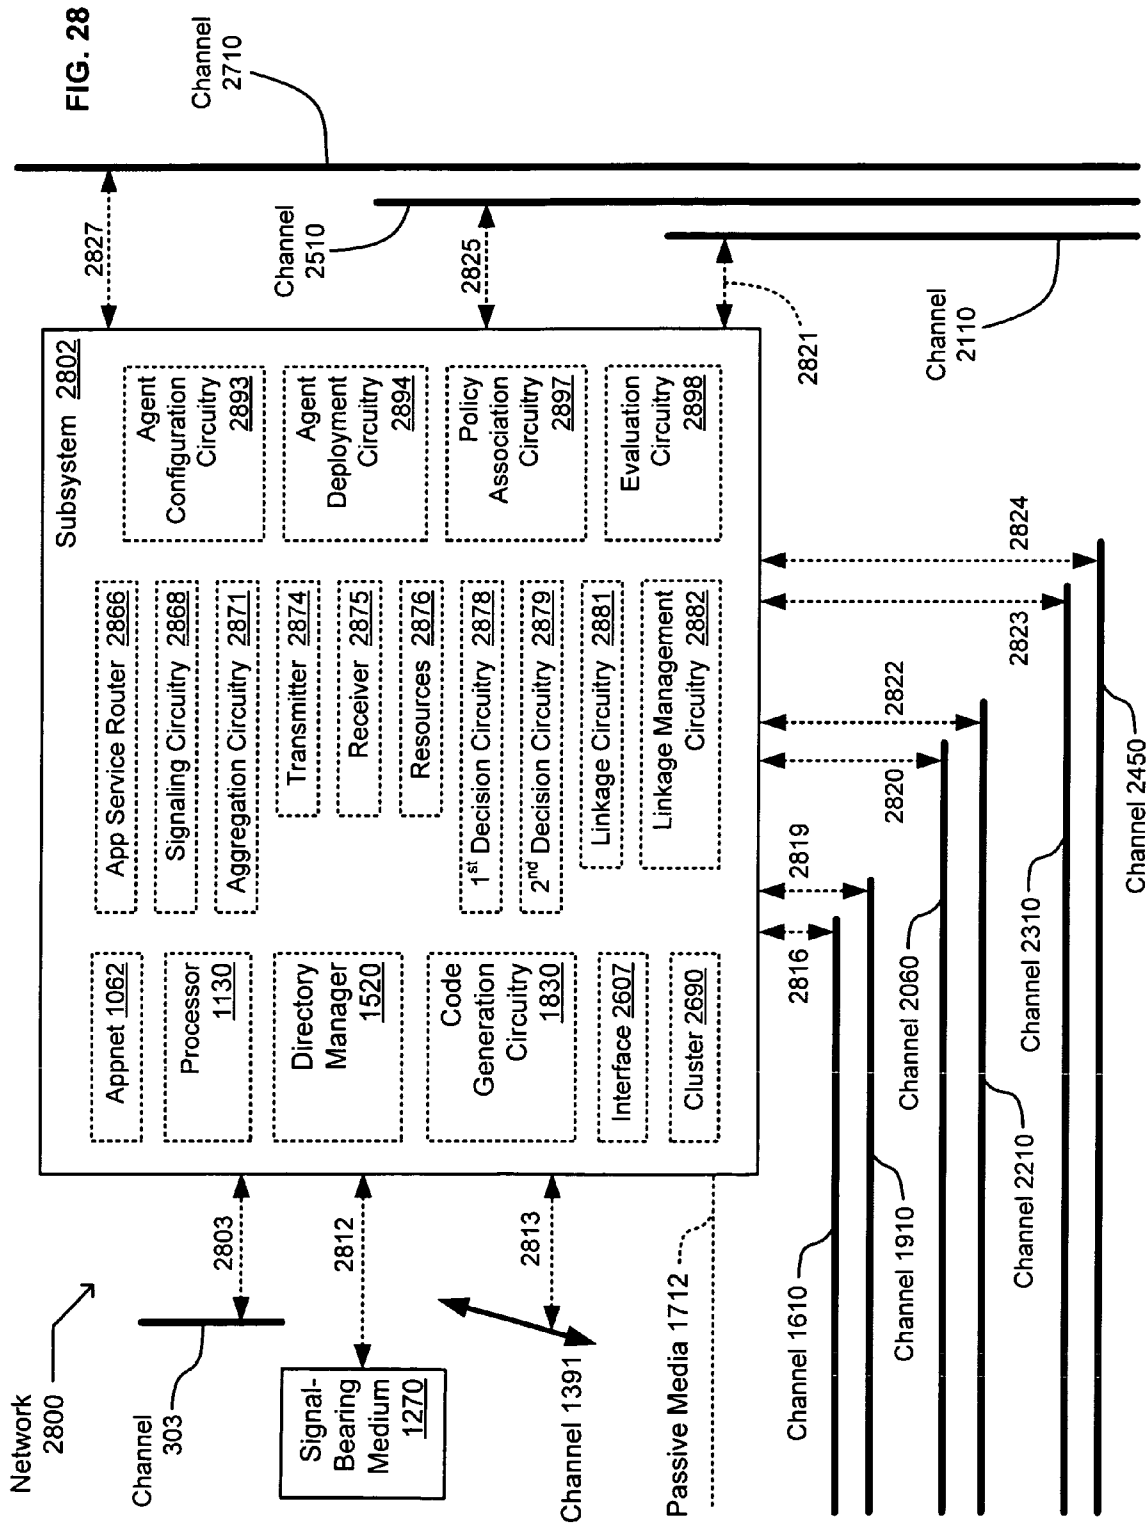 FIG. 28
Network
2800
Channel
303
2803
Signal-
Bearing
Medium
1270
2812
Channel 1391
2813
Passive Media 1712
Subsystem 2802
Appnet 1062
Processor
1130
Directory
Manager
1520
Code
Generation
Circuitry
1830
Interface 2607
Cluster 2690
App Service Router 2866
Signaling Circuitry 2868
Aggregation Circuitry 2871
Transmitter 2874
Receiver 2875
Resources 2876
1st Decision Circuitry 2878
2nd Decision Circuitry 2879
Linkage Circuitry 2881
Linkage Management
Circuitry 2882
Agent
Configuration
Circuitry
2893
Agent
Deployment
Circuitry
2894
Policy
Association
Circuitry
2897
Evaluation
Circuitry
2898
2827
Channel
2710
Channel
2510
2825
2821
Channel
2110
2816
2819
2820
2822
2823
2824
Channel 1610
Channel 1910
Channel 2060
Channel 2210
Channel 2310
Channel 2450